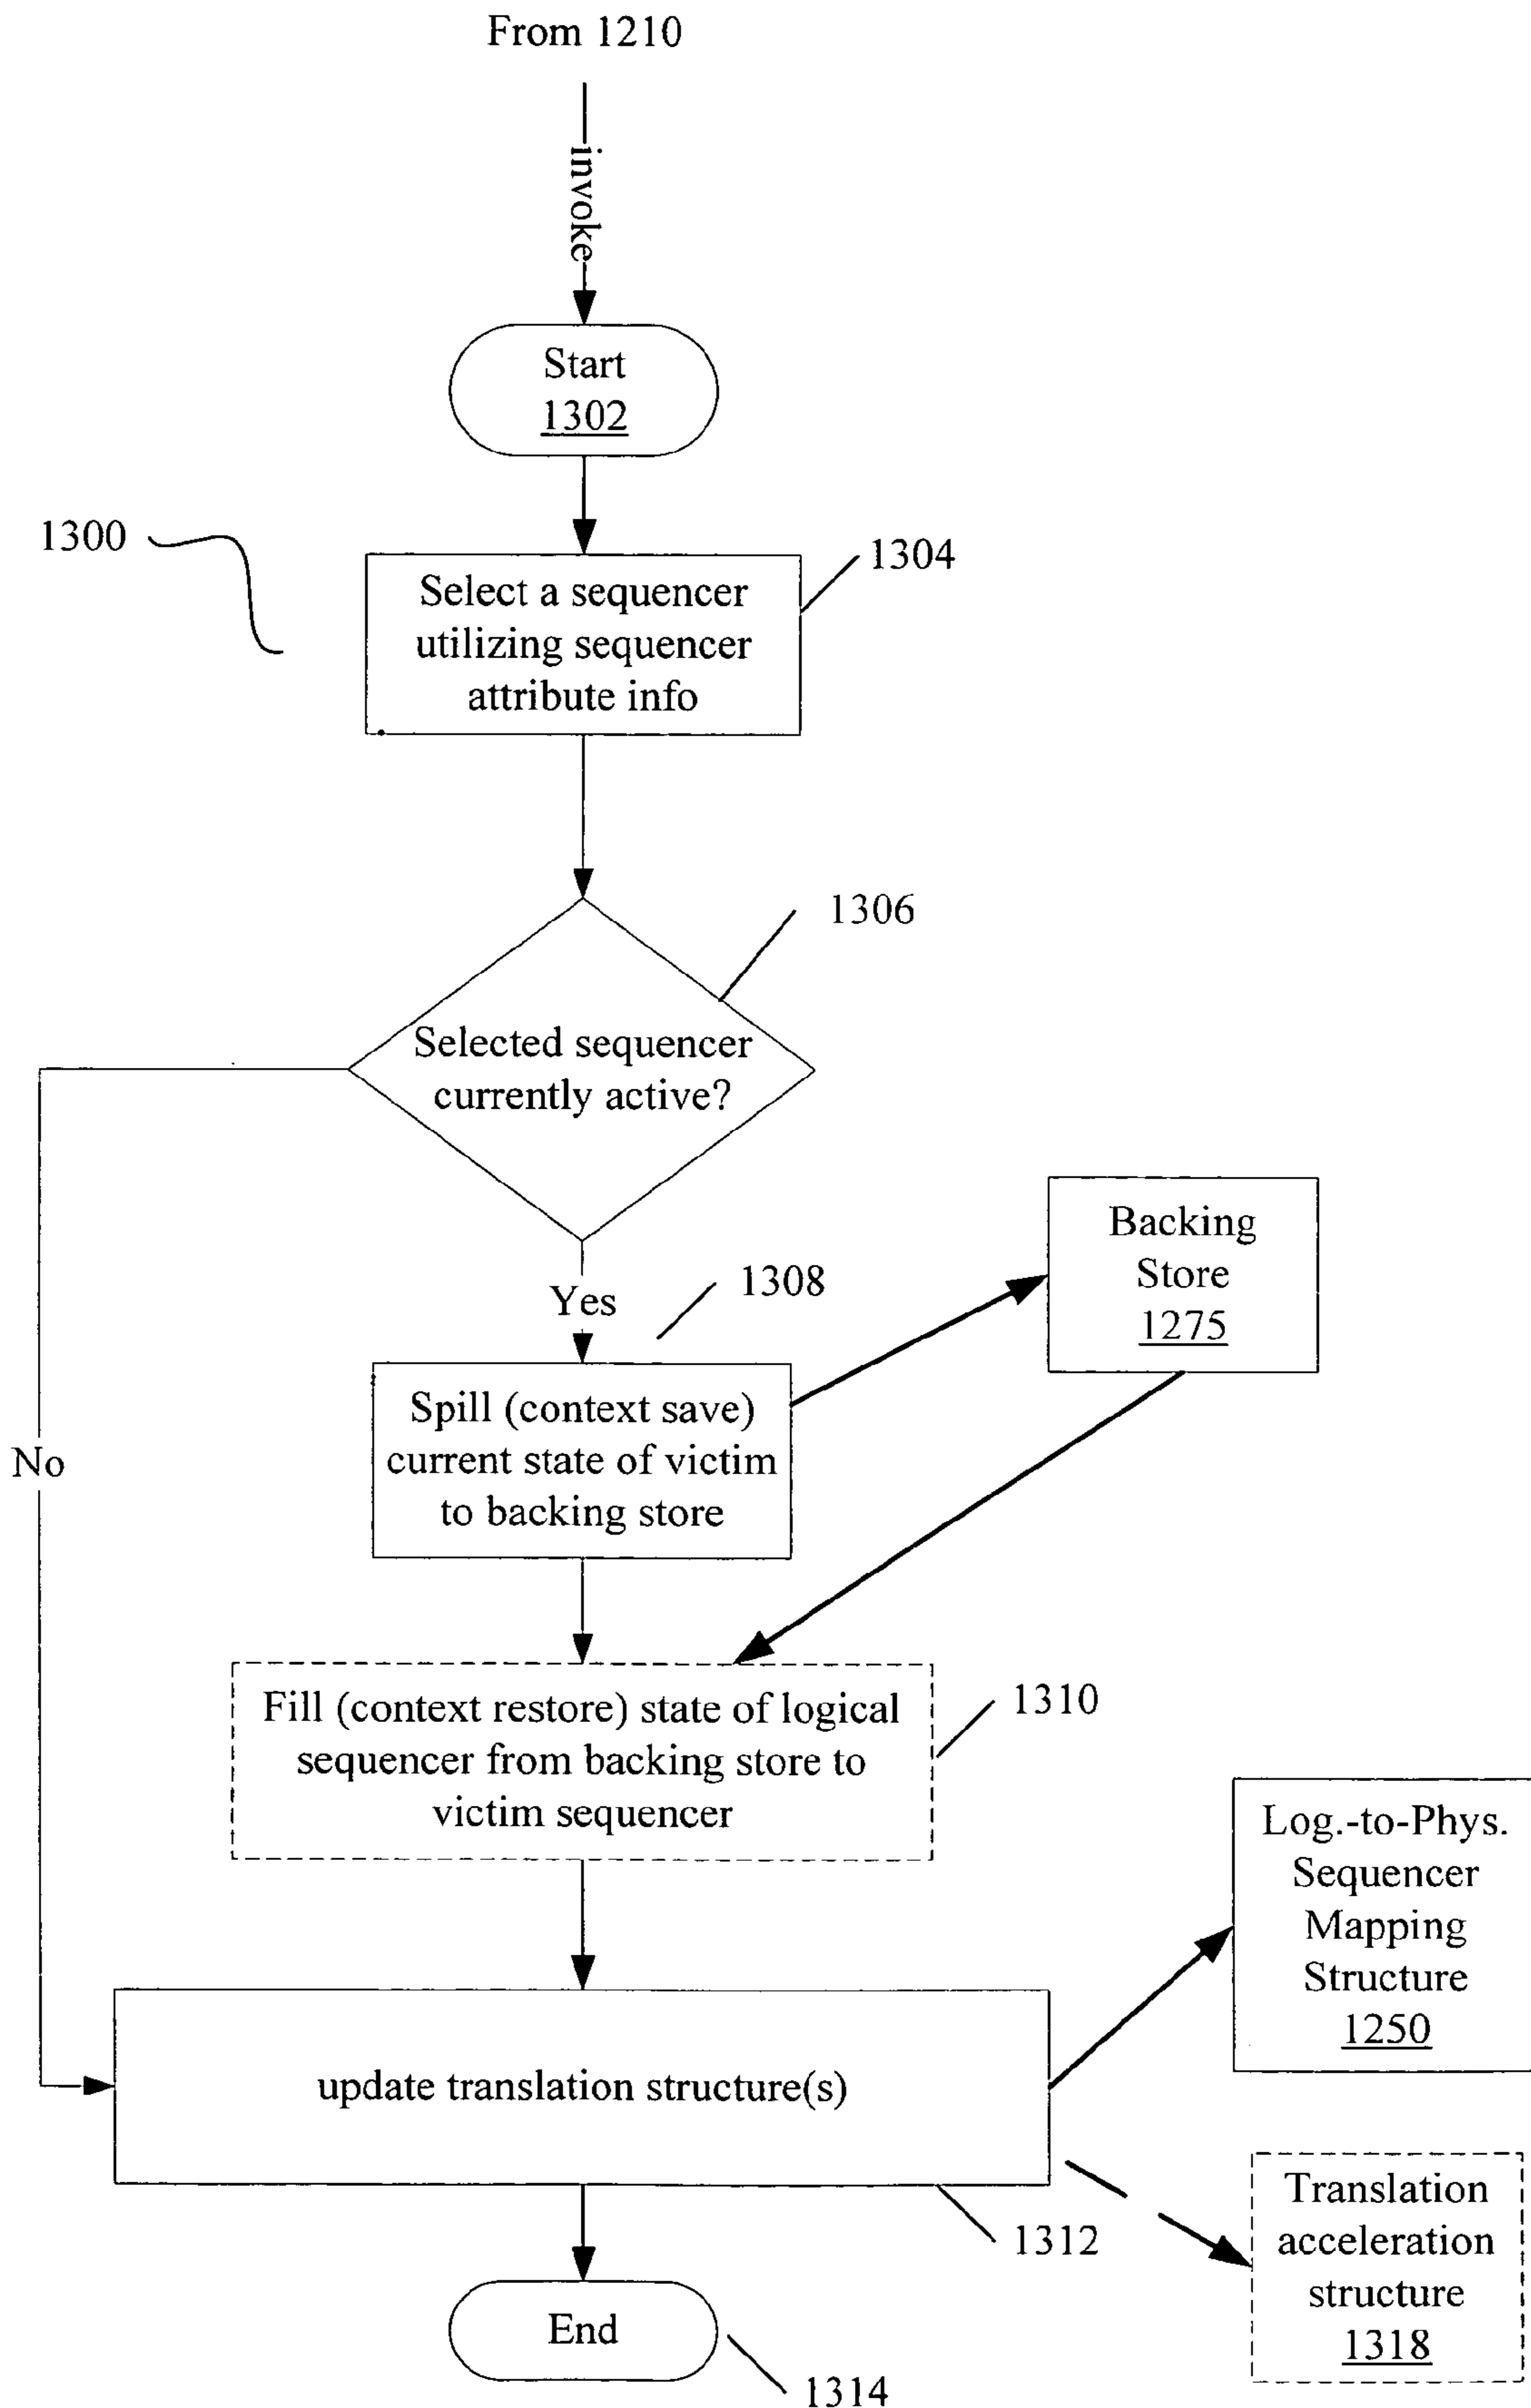 From 1210
invoke
Start
1302
1300
1304
Select a sequencer
utilizing sequencer
attribute info
1306
Selected sequencer
currently active?
Backing
Store
1275
1308
Yes
Spill (context save)
current state of victim
to backing store
No
1310
Fill (context restore) state of logical
sequencer from backing store to
victim sequencer
Log.-to-Phys.
Sequencer
Mapping
Structure
1250
update translation structure(s)
1312
Translation
acceleration
structure
1318
End
1314